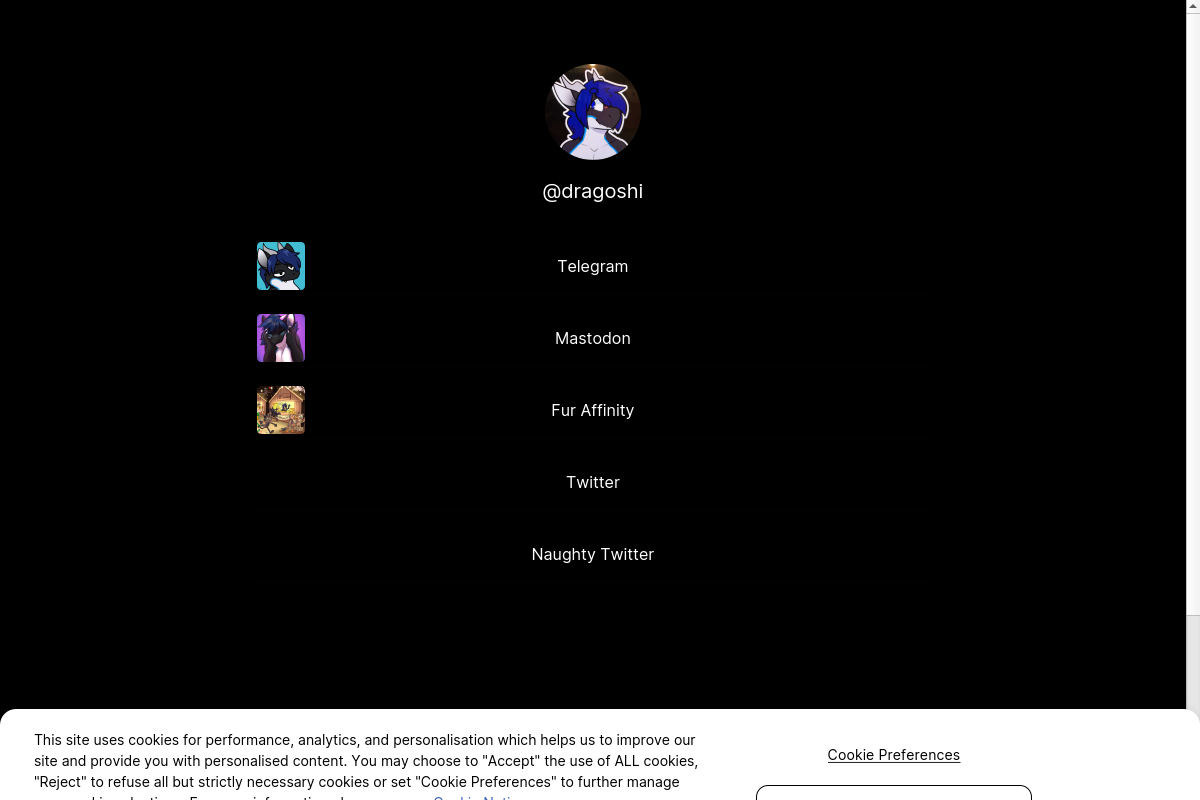 @dragoshi
Telegram
Mastodon
Fur Affinity
Twitter
Naughty Twitter
This site uses cookies for performance, analytics, and personalisation which helps us to improve our
site and provide you with personalised content. You may choose to "Accept" the use of ALL cookies,
"Reject" to refuse all but strictly necessary cookies or set "Cookie Preferences" to further manage
Cookie Preferences